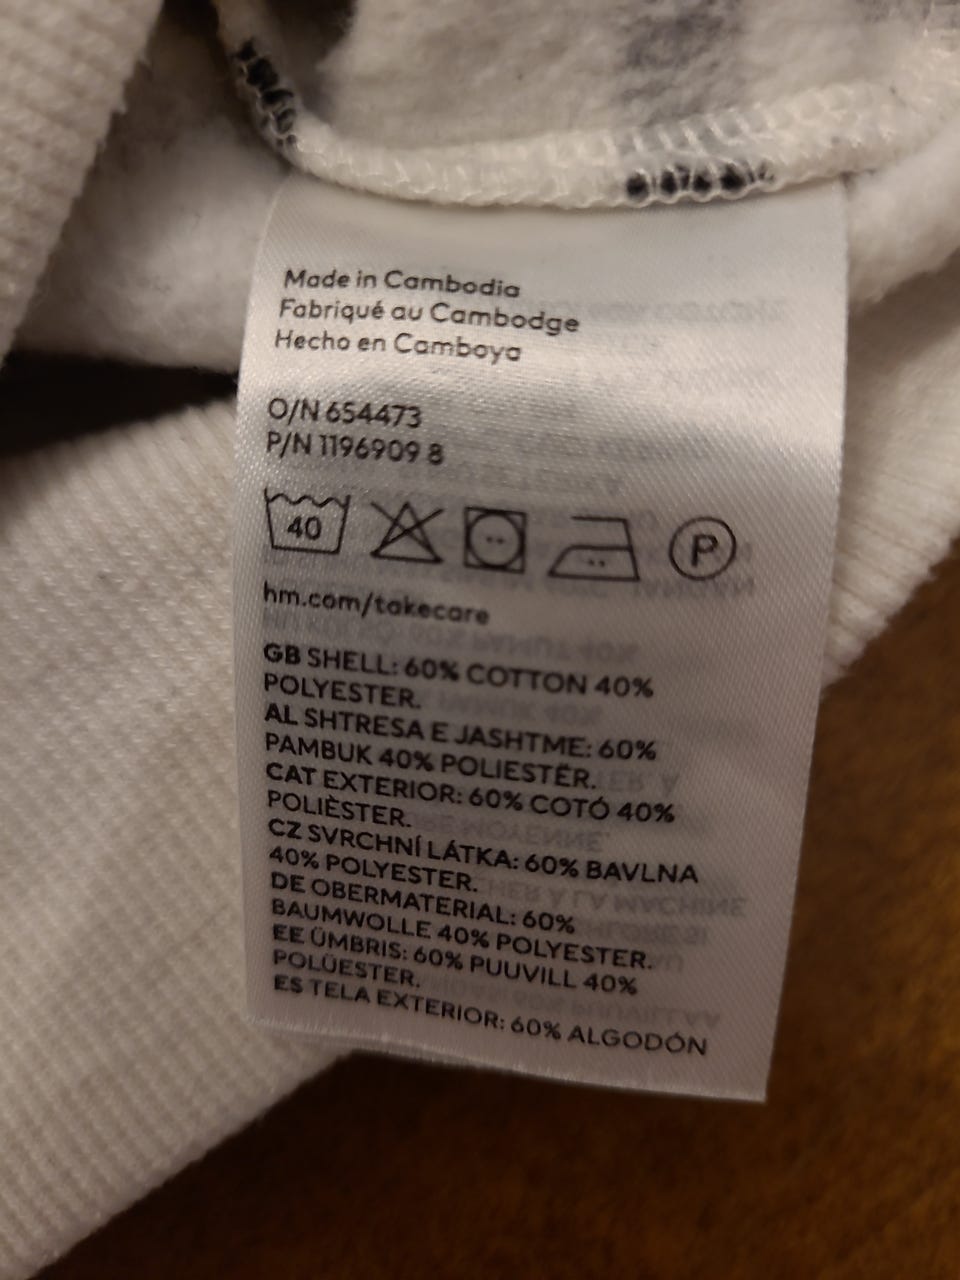 Made in Cambodia
Fabriqué au Cambodge
Hecho en Camboya
O/N 654473
P/N 1196909 8
40 P
hm.com/takecare
GB SHELL: 60% COTTON 40%
POLYESTER.
AL SHTRESA E JASHTME: 60%
PAMBUK 40% POLIESTËR.
CAT EXTERIOR: 60% COTÓ 40%
POLIÈSTER.
CZ SVRCHNÍ LÁTKA: 60% BAVLNA
40% POLYESTER.
DE OBERMATERIAL: 60%
BAUMWOLLE 40% POLYESTER.
EE ÜMBRIS: 60% PUUVILL 40%
POLÜESTER.
ES TELA EXTERIOR: 60% ALGODÓN